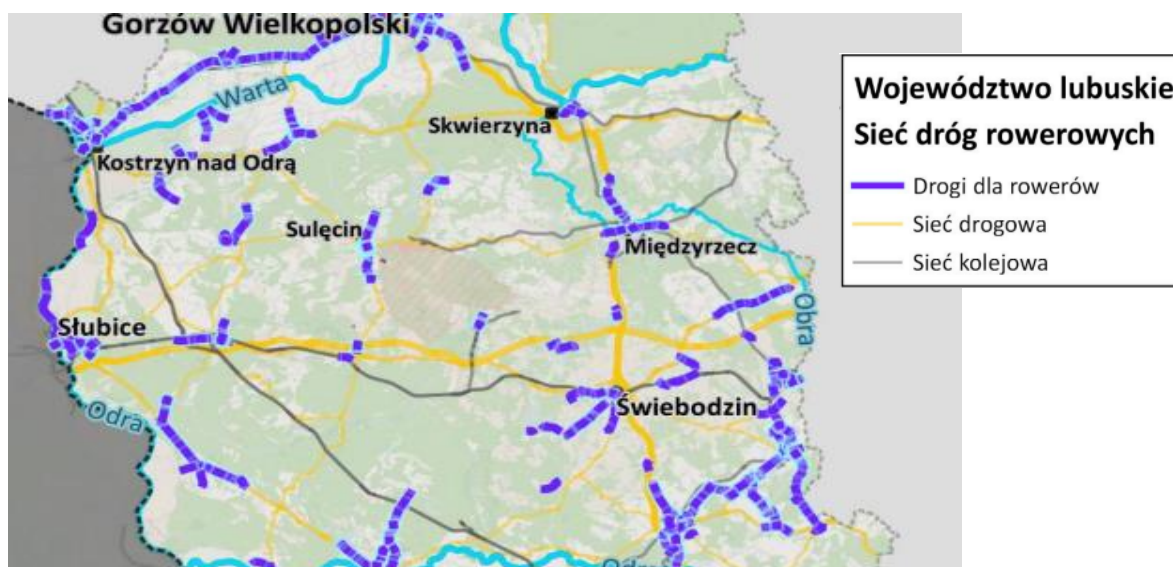 Gorzów Wielkopolski
Warta
Skwierzyna
Kostrzyn nad Odrą
Sulęcin
Międzyrzecz
Obra
Słubice
Świebodzin
Odra
Województwo lubuskie
Sieć dróg rowerowych
Drogi dla rowerów
Sieć drogowa
Sieć kolejowa